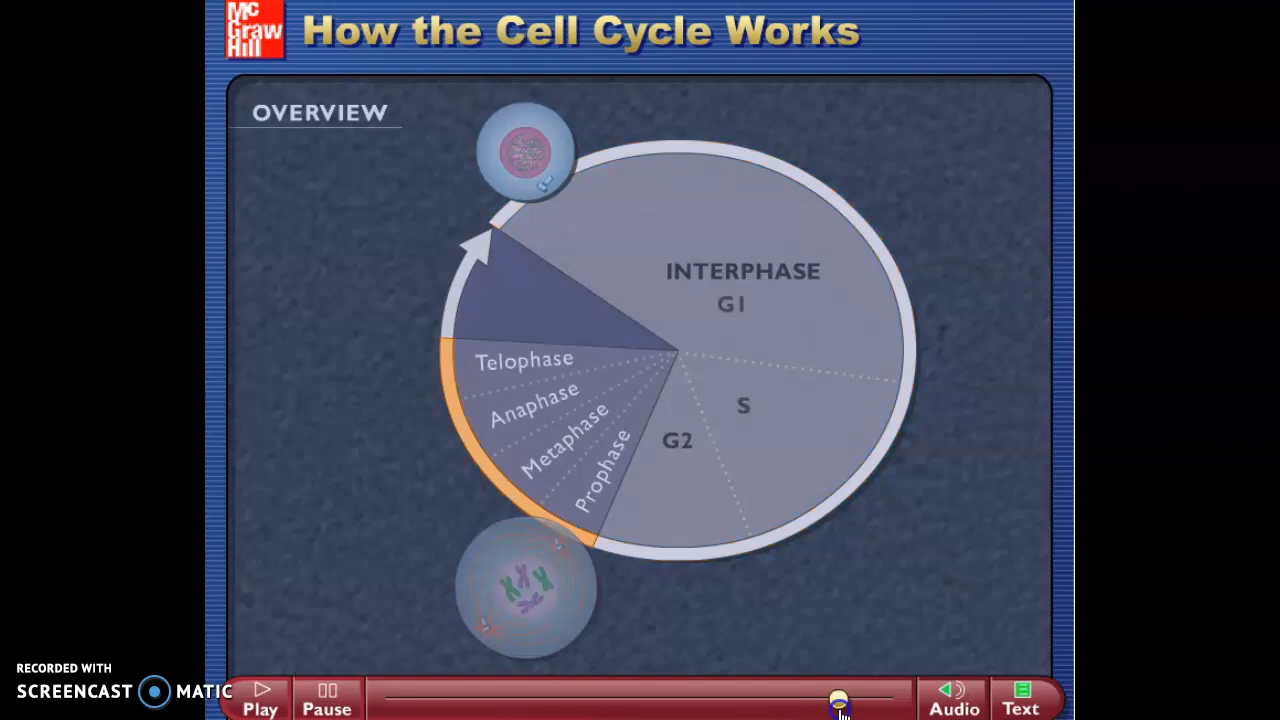 Mc
Graw
Hill
How the Cell Cycle Works
OVERVIEW
INTERPHASE
G1
S
G2
Telophase
Anaphase
Metaphase
Prophase
RECORDED WITH
SCREENCAST MATIC
Play
Pause
Audio
Text